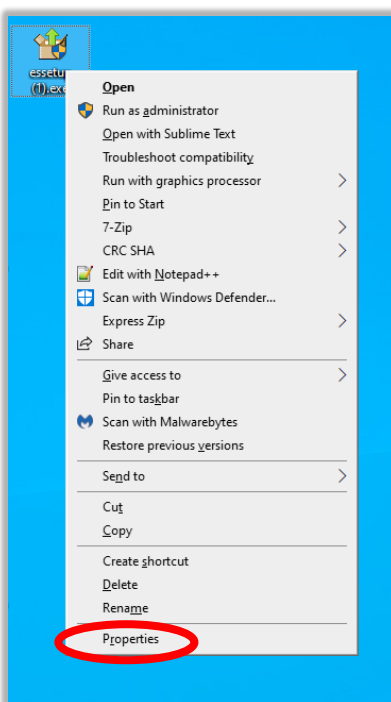 essetu
(1).exe
Open
Run as administrator
Open with Sublime Text
Troubleshoot compatibility
Run with graphics processor
Pin to Start
7-Zip
CRC SHA
Edit with Notepad++
Scan with Windows Defender...
Express Zip
Share
Give access to
Pin to taskbar
Scan with Malwarebytes
Restore previous versions
Send to
Cut
Copy
Create shortcut
Delete
Rename
Properties